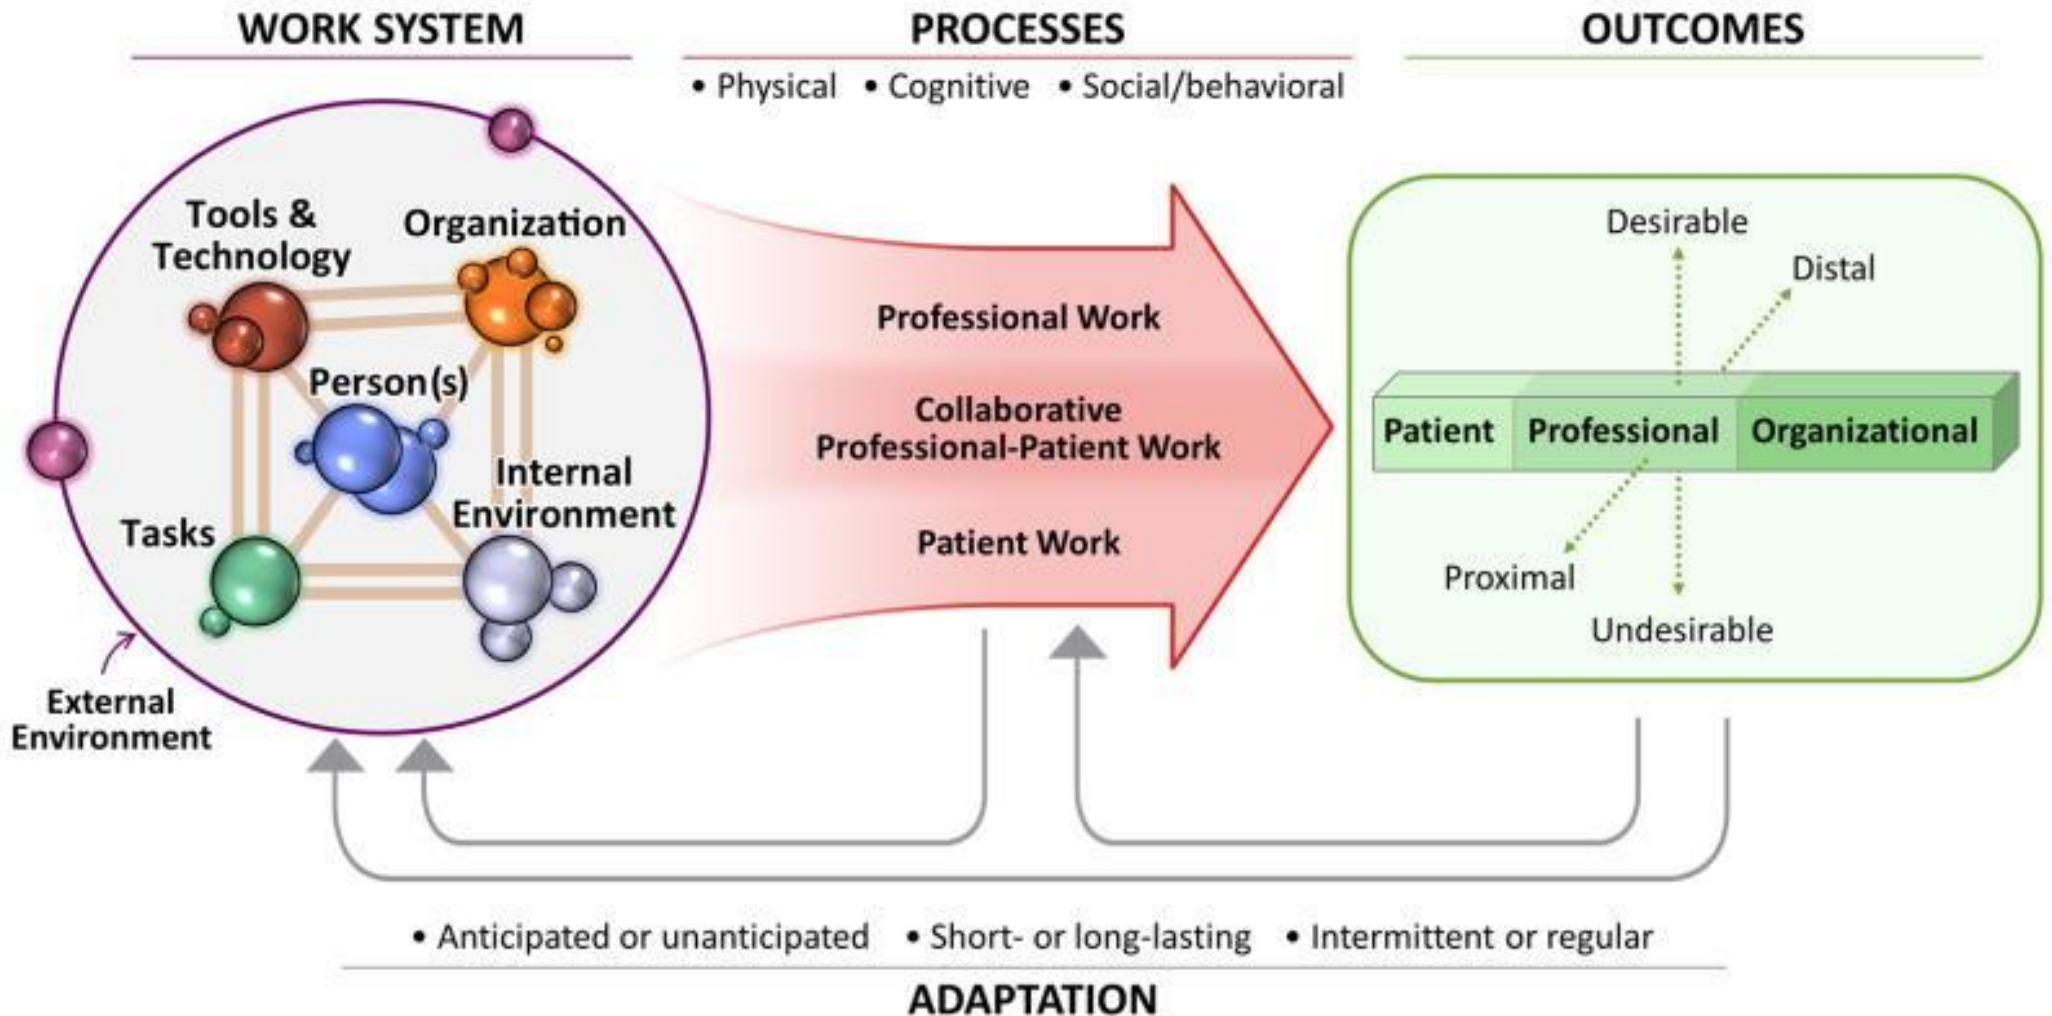 WORK SYSTEM
PROCESSES
OUTCOMES
• Physical • Cognitive • Social/behavioral
Tools &
Technology
Organization
Person(s)
Internal
Environment
Tasks
External
Environment
Professional Work
Collaborative
Professional-Patient Work
Patient Work
Desirable
Distal
Patient Professional Organizational
Proximal
Undesirable
• Anticipated or unanticipated • Short- or long-lasting • Intermittent or regular
ADAPTATION